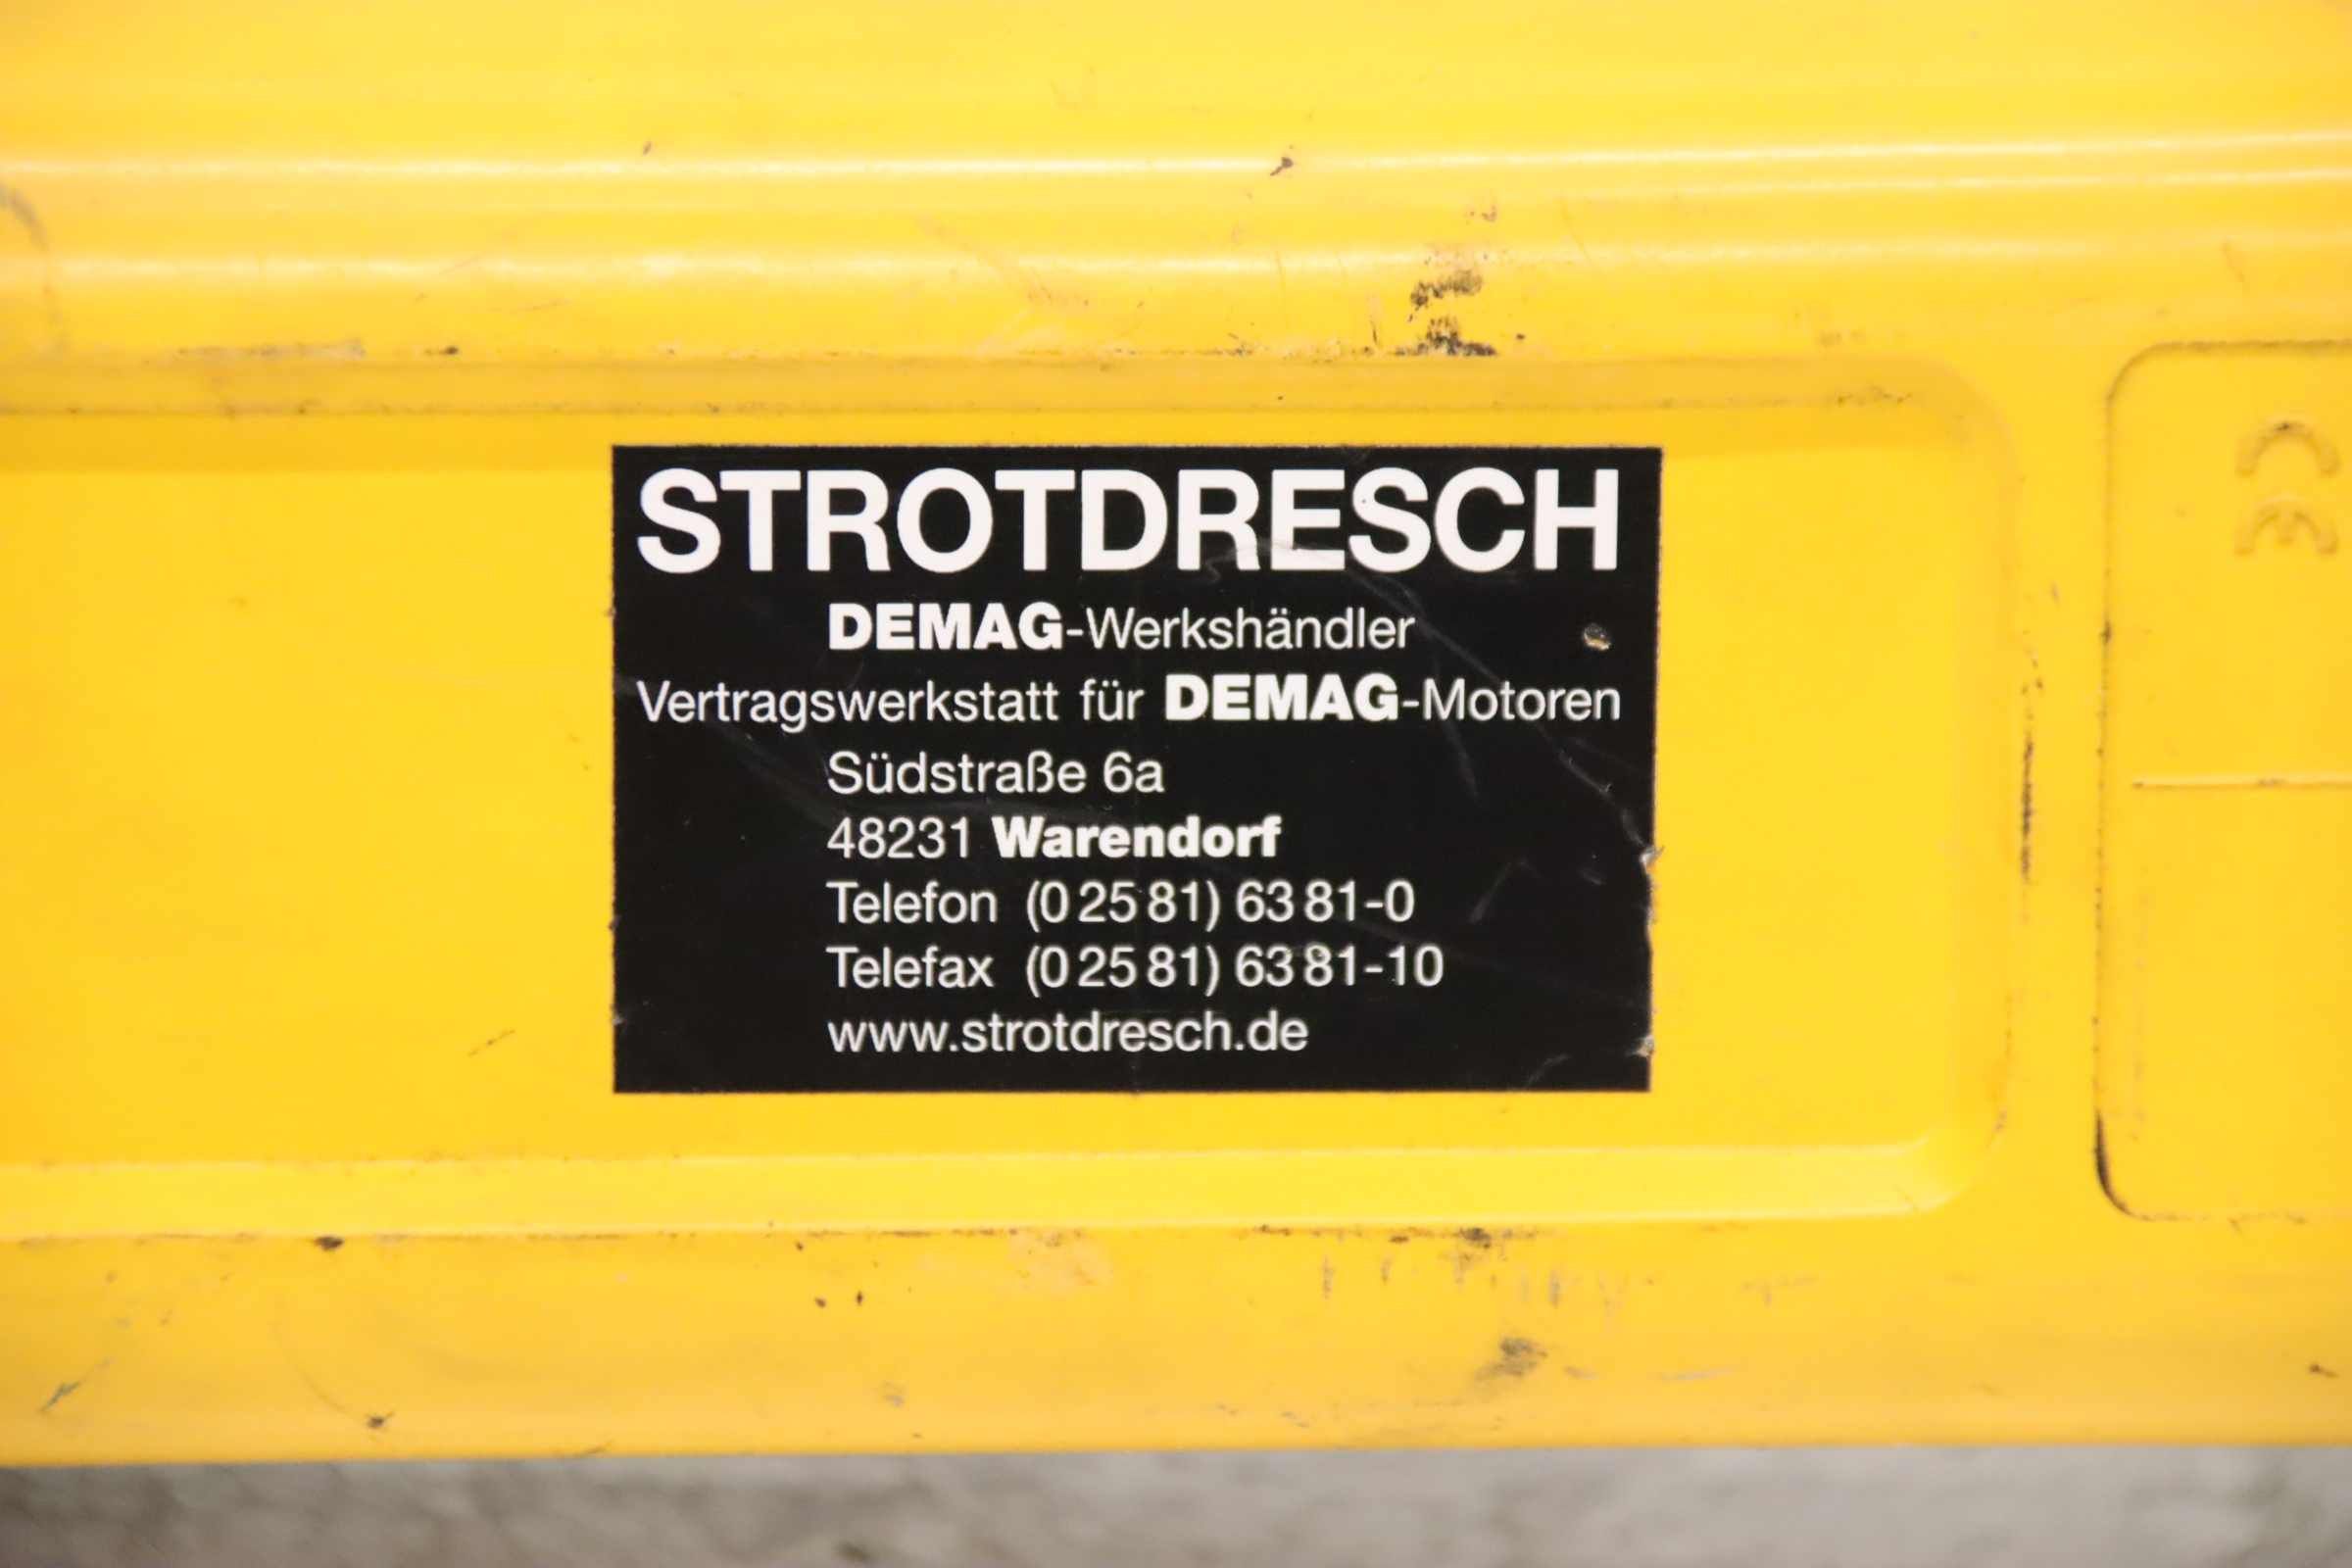 STROTDRESCH
DEMAG-Werkshändler
Vertragswerkstatt für DEMAG-Motoren
Südstraße 6a
48231 Warendorf
Telefon (0 25 81) 63 81-0
Telefax (0 25 81) 63 81-10
www.strotdresch.de
CE